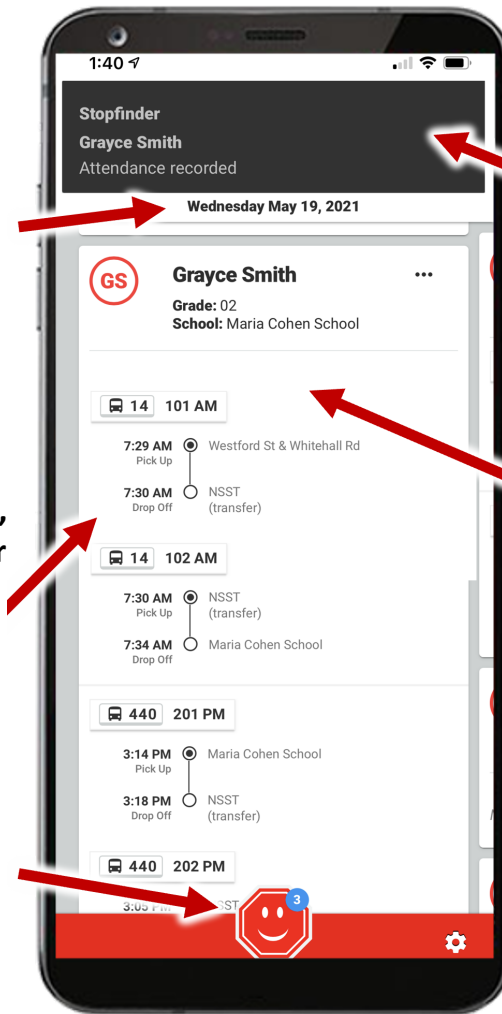 1:40
Stopfinder
Grayce Smith
Attendance recorded
Wednesday May 19, 2021
GS
Grayce Smith
...
Grade: 02
School: Maria Cohen School
14 101 AM
7:29 AM Westford St & Whitehall Rd
Pick Up
7:30 AM NSST
Drop Off (transfer)
,
r
14 102 AM
7:30 AM NSST
Pick Up (transfer)
7:34 AM Maria Cohen School
Drop Off
440 201 PM
3:14 PM Maria Cohen School
Pick Up
3:18 PM NSST
Drop Off (transfer)
440 202 PM
3:05
3